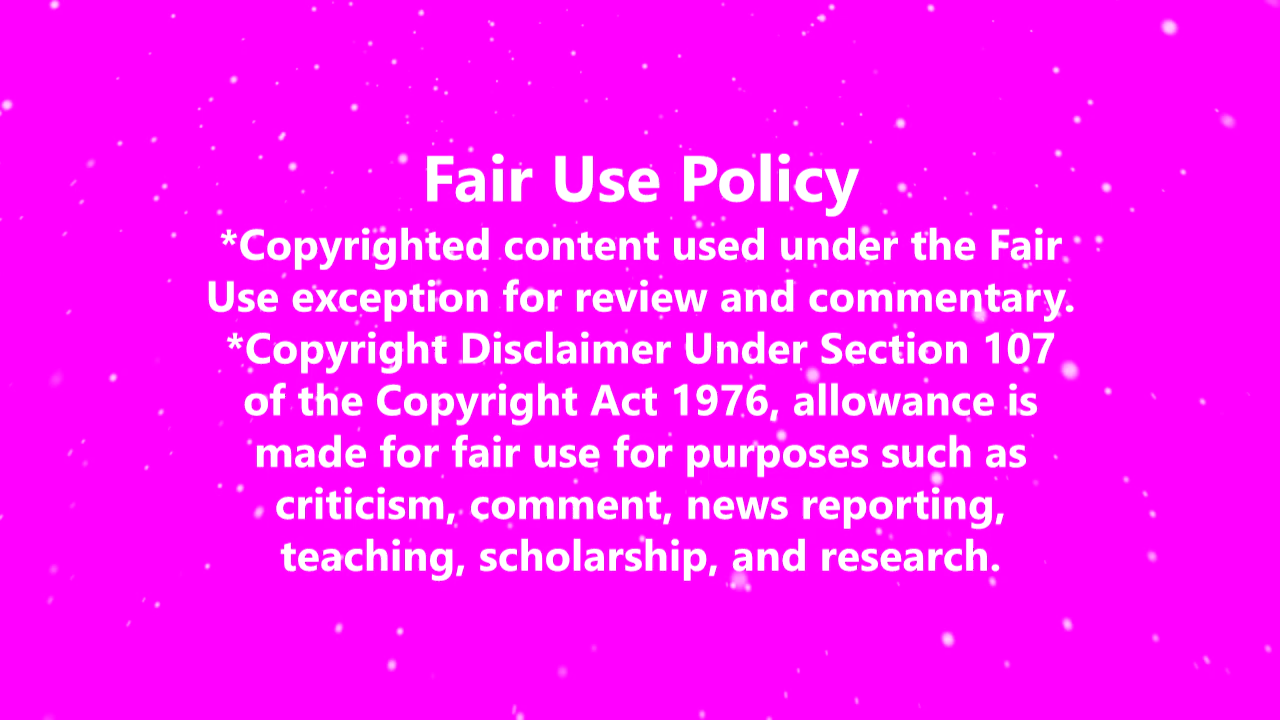 Fair Use Policy
*Copyrighted content used under the Fair
Use exception for review and commentary.
*Copyright Disclaimer Under Section 107
of the Copyright Act 1976, allowance is
made for fair use for purposes such as
criticism, comment, news reporting,
teaching, scholarship, and research.